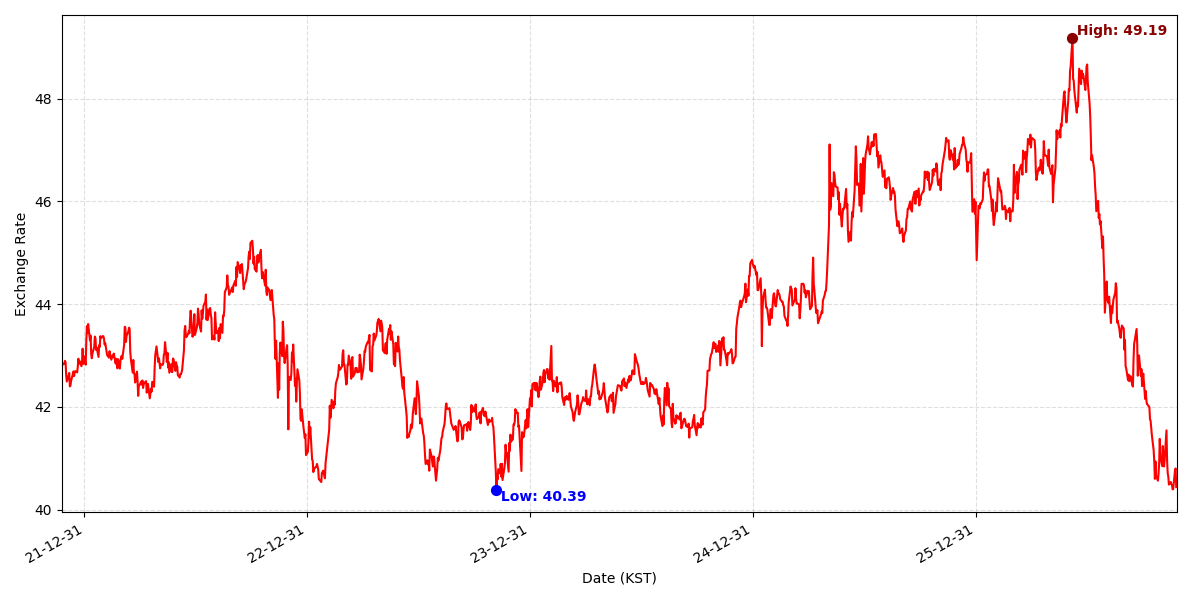 High: 49.19
48
46
44
42
40
Exchange Rate
Low: 40.39
21-12-31
22-12-31
23-12-31
24-12-31
25-12-31
Date (KST)